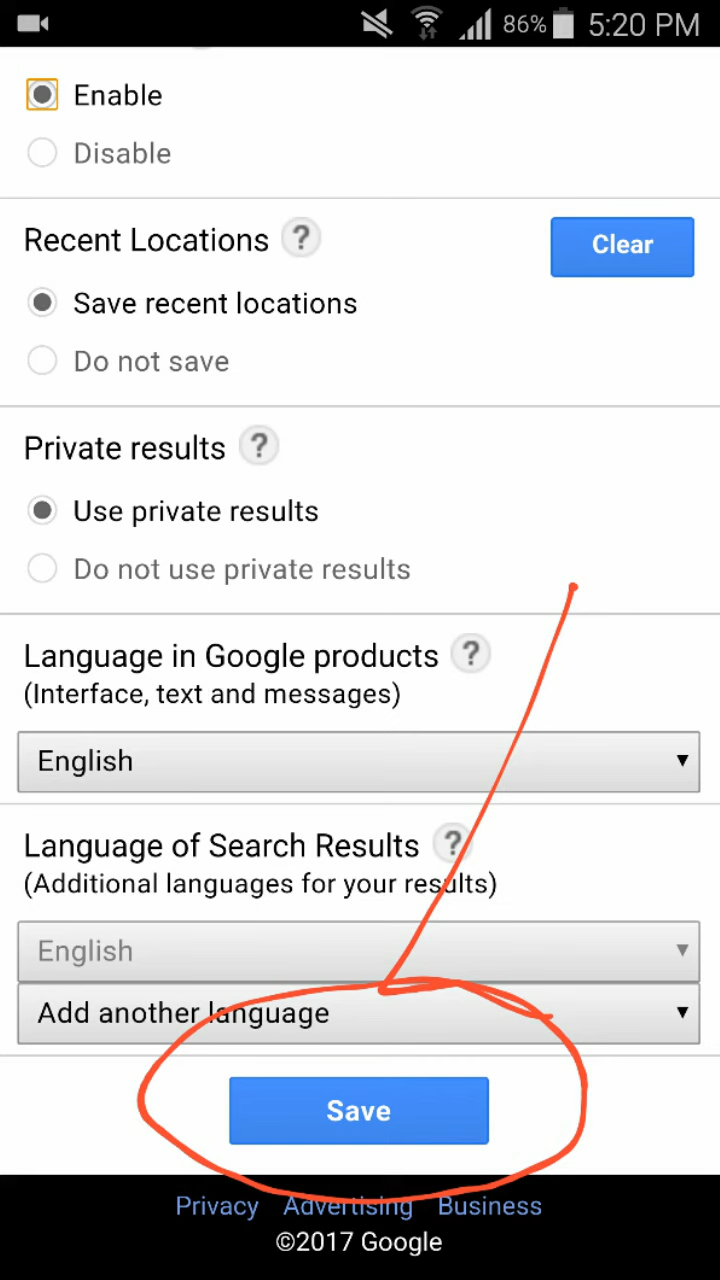 86% 5:20 PM
Enable
Disable
Recent Locations ?
Clear
Save recent locations
Do not save
Private results ?
Use private results
Do not use private results
Language in Google products ?
(Interface, text and messages)
English
Language of Search Results ?
(Additional languages for your results)
English
Add another language
Save
Privacy Advertising Business
©2017 Google